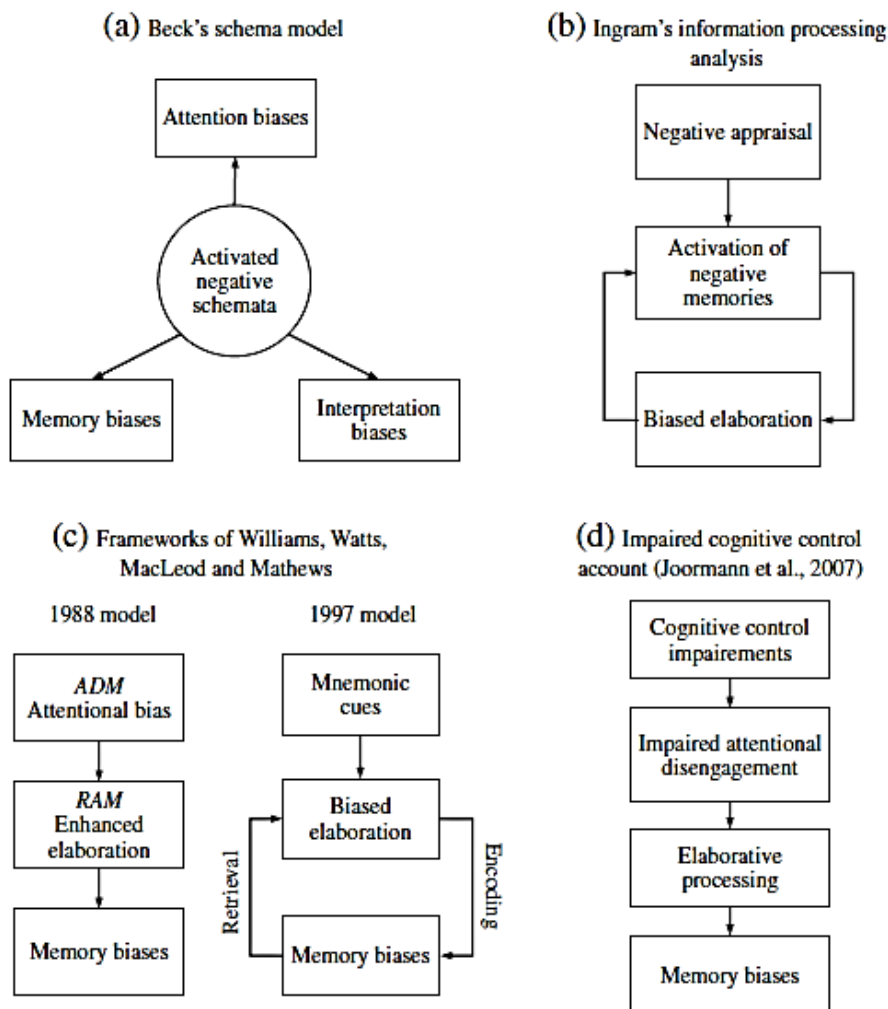 (a) Beck's schema model
Attention biases
Activated
negative
schemata
Memory biases
Interpretation
biases
(b) Ingram's information processing
analysis
Negative appraisal
Activation of
negative
memories
Biased elaboration
(c) Frameworks of Williams, Watts,
MacLeod and Mathews
1988 model
ADM
Attentional bias
RAM
Enhanced
elaboration
Memory biases
1997 model
Mnemonic
cues
Biased
elaboration
Retrieval
Encoding
Memory biases
(d) Impaired cognitive control
account (Joormann et al., 2007)
Cognitive control
impairements
Impaired attentional
disengagement
Elaborative
processing
Memory biases